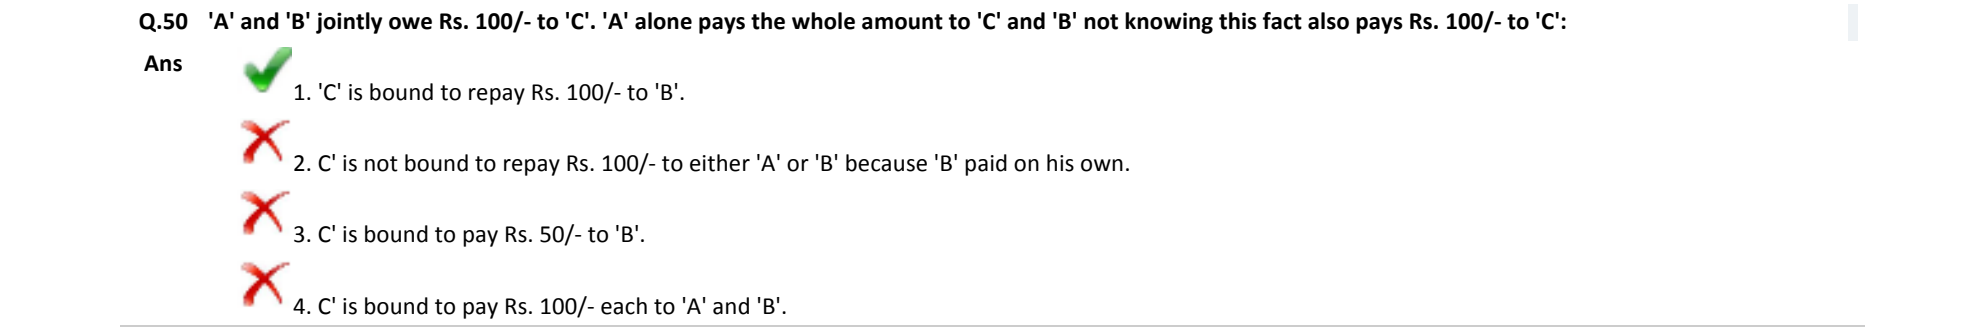 Q.50 'A' and 'B' jointly owe Rs. 100/- to 'C'. 'A' alone pays the whole amount to 'C' and 'B' not knowing this fact also pays Rs. 100/- to 'C':
Ans
1. 'C' is bound to repay Rs. 100/- to 'B'.
2. C' is not bound to repay Rs. 100/- to either 'A' or 'B' because 'B' paid on his own.
3. C' is bound to pay Rs. 50/- to 'B'.
4. C' is bound to pay Rs. 100/- each to 'A' and 'B'.